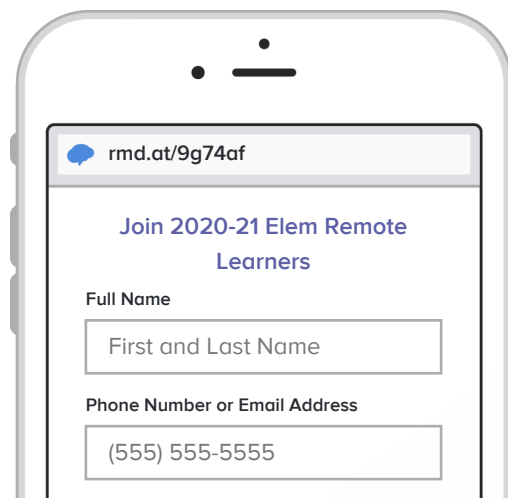 rmd.at/9g74af
Join 2020-21 Elem Remote
Learners
Full Name
First and Last Name
Phone Number or Email Address
(555) 555-5555